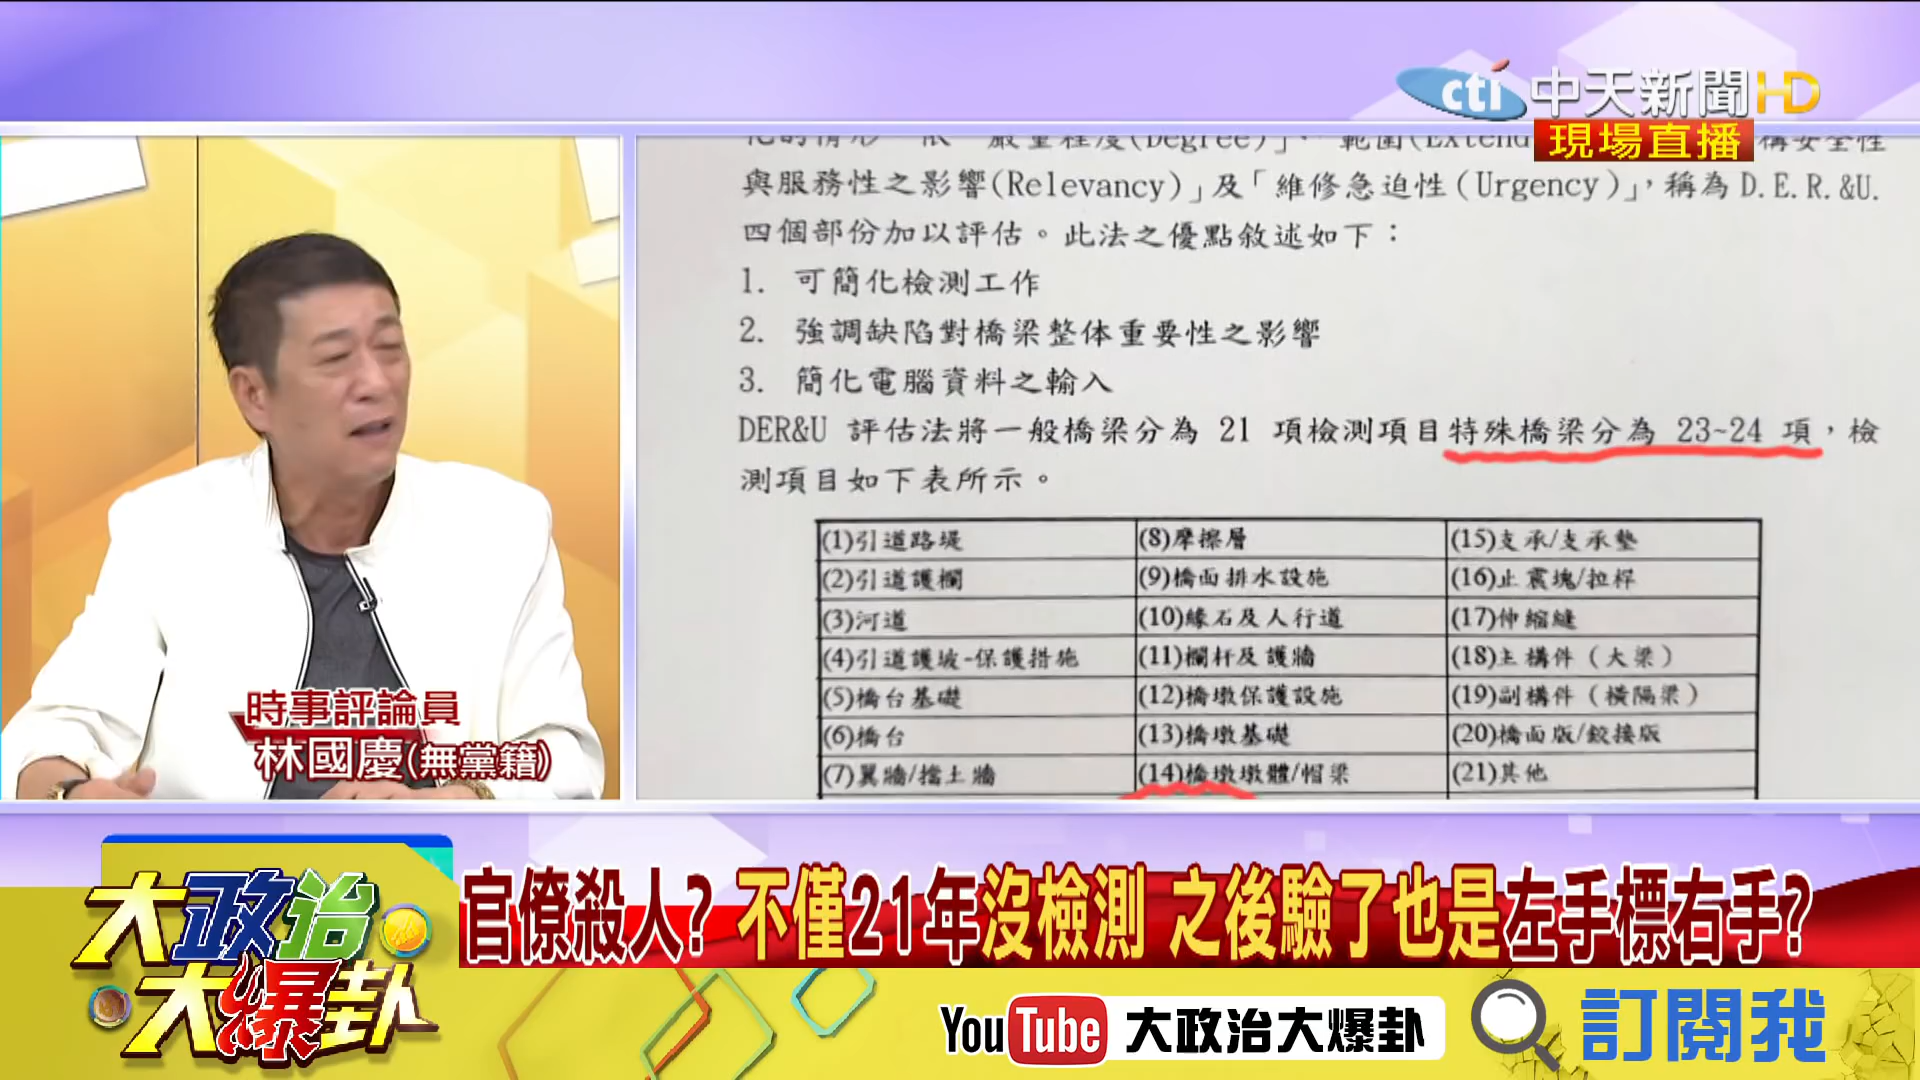 cti 中天新聞HD
現場直播
與服務性之影響(Relevancy)」及「維修急迫性(Urgency)」,稱為D.E.R.&U.
四個部份加以評估。此法之優點敘述如下:
1. 可簡化檢測工作
2. 強調缺陷對橋梁整体重要性之影響
3. 簡化電腦資料之輸入
DER&U 評估法將一般橋梁分為 21 項檢測項目特殊橋梁分為 23~24 項,檢
測項目如下表所示。
(1)引道路堤 (8)摩擦層 (15)支承/支承墊
(2)引道護欄 (9)橋面排水設施 (16)止震塊/拉桿
(3)河道 (10)緣石及人行道 (17)伸縮縫
(4)引道護坡-保護措施 (11)欄杆及護牆 (18)主構件(大梁)
(5)橋台基礎 (12)橋墩保護設施 (19)副構件(橫隔梁)
(6)橋台 (13)橋墩基礎 (20)橋面版/鉸接版
(7)翼牆/擋土牆 (14)橋墩墩體/帽梁 (21)其他
時事評論員
林國慶(無黨籍)
大政治
大爆卦
官僚殺人? 不僅21年沒檢測 之後驗了也是左手標右手?
YouTube 大政治大爆卦 訂閱我